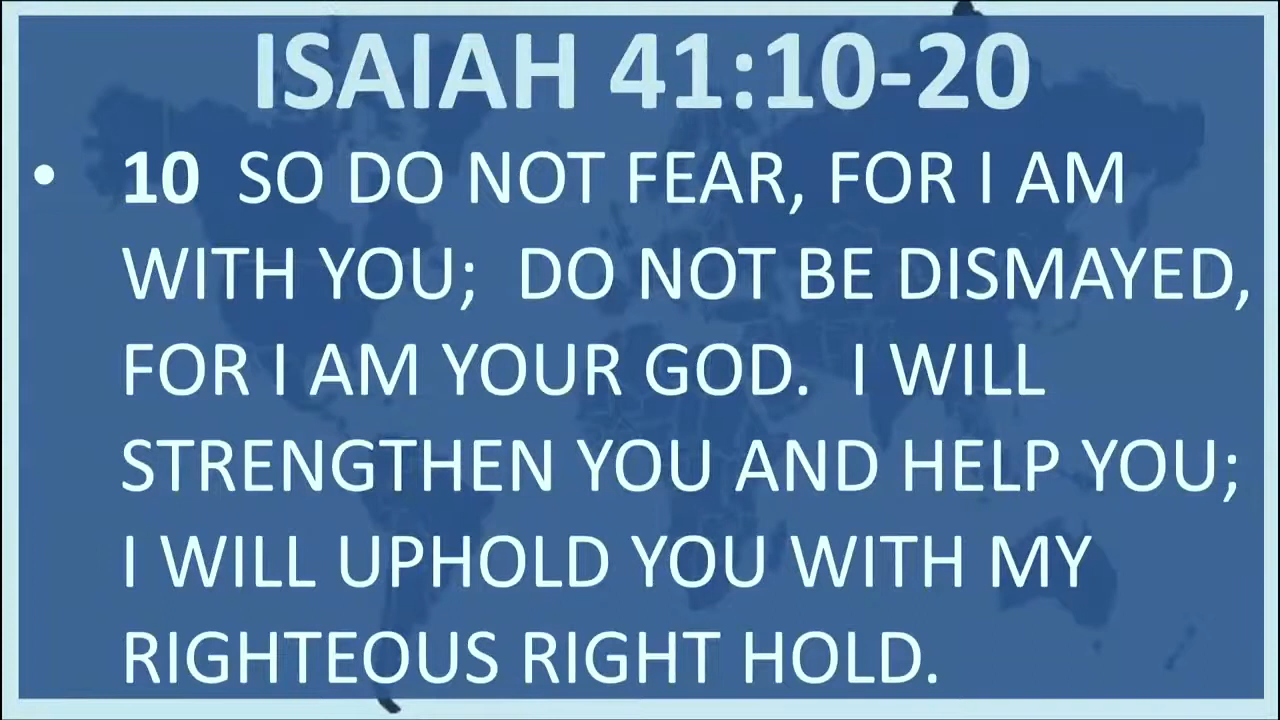 ISAIAH 41:10-20
• 10 SO DO NOT FEAR, FOR I AM
WITH YOU; DO NOT BE DISMAYED,
FOR I AM YOUR GOD. I WILL
STRENGTHEN YOU AND HELP YOU;
I WILL UPHOLD YOU WITH MY
RIGHTEOUS RIGHT HOLD.